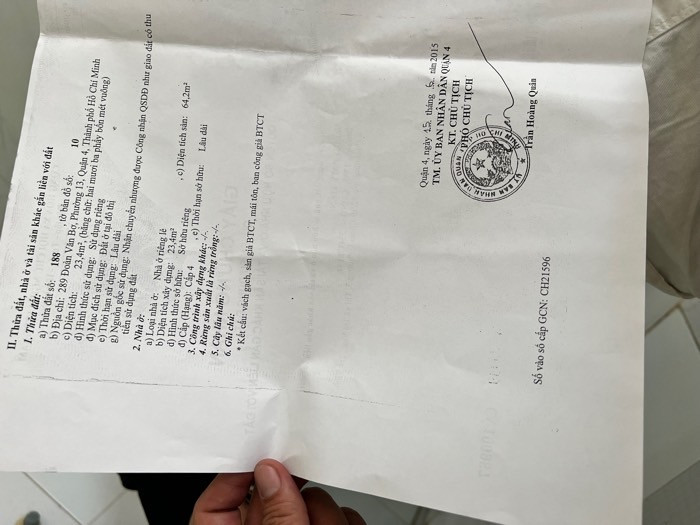 II. Thửa đất, nhà ở và tài sản khác gắn liền với đất
1. Thửa đất:
a) Thửa đất số: 188 , tờ bản đồ số: 10
b) Địa chỉ: 289 Đoàn Văn Bơ, Phường 13, Quận 4, Thành phố Hồ Chí Minh
c) Diện tích: 23,4m², (bằng chữ: hai mươi ba phẩy bốn mét vuông)
d) Hình thức sử dụng: Sử dụng riêng
đ) Mục đích sử dụng: Đất ở tại đô thị
e) Thời hạn sử dụng: Lâu dài
g) Nguồn gốc sử dụng: Nhận chuyển nhượng được Công nhận QSDĐ như giao đất có thu
tiền sử dụng đất
2. Nhà ở:
a) Loại nhà ở: Nhà ở riêng lẻ
b) Diện tích xây dựng: 23,4m² , c) Diện tích sàn: 64,2m²
d) Hình thức sở hữu: Sở hữu riêng
đ) Cấp (Hạng): Cấp 4 , e) Thời hạn sở hữu: Lâu dài
3. Công trình xây dựng khác: -/-
4. Rừng sản xuất là rừng trồng: -/-
5. Cây lâu năm: -/-
6. Ghi chú:
* Kết cấu: vách gạch, sàn giả BTCT, mái tôn, ban công giả BTCT
Quận 4, ngày 15 tháng năm 2015
TM. ỦY BAN NHÂN DÂN QUẬN 4
KT. CHỦ TỊCH
PHÓ CHỦ TỊCH
Trần Hoàng Quân
Số vào sổ cấp GCN: CH21596